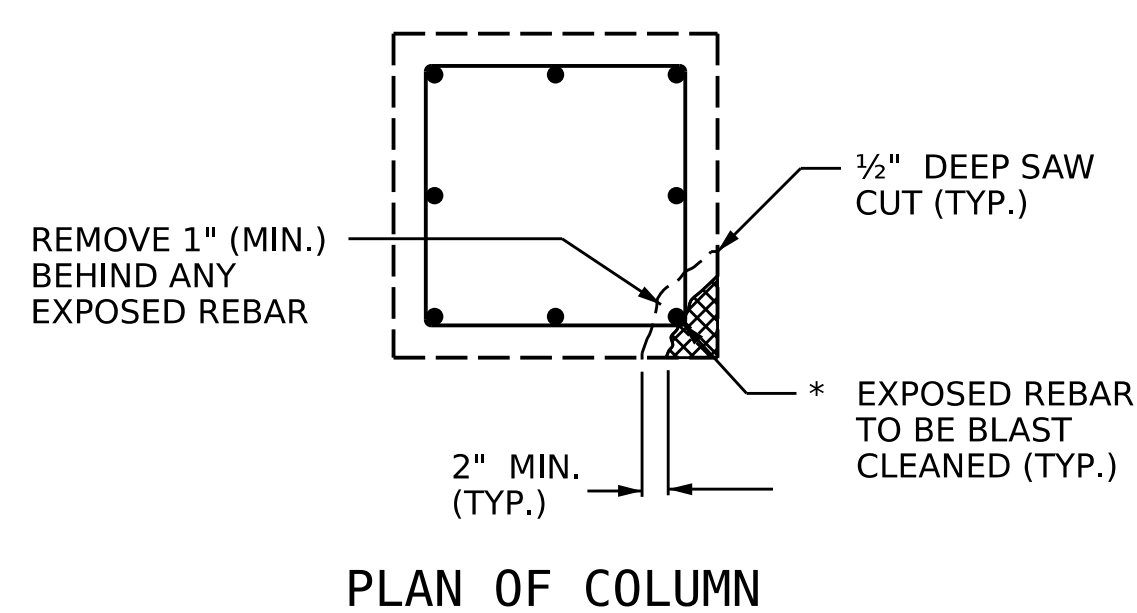 ½" DEEP SAW
CUT (TYP.)
REMOVE 1" (MIN.)
BEHIND ANY
EXPOSED REBAR
* EXPOSED REBAR
TO BE BLAST
CLEANED (TYP.)
2" MIN.
(TYP.)
PLAN OF COLUMN